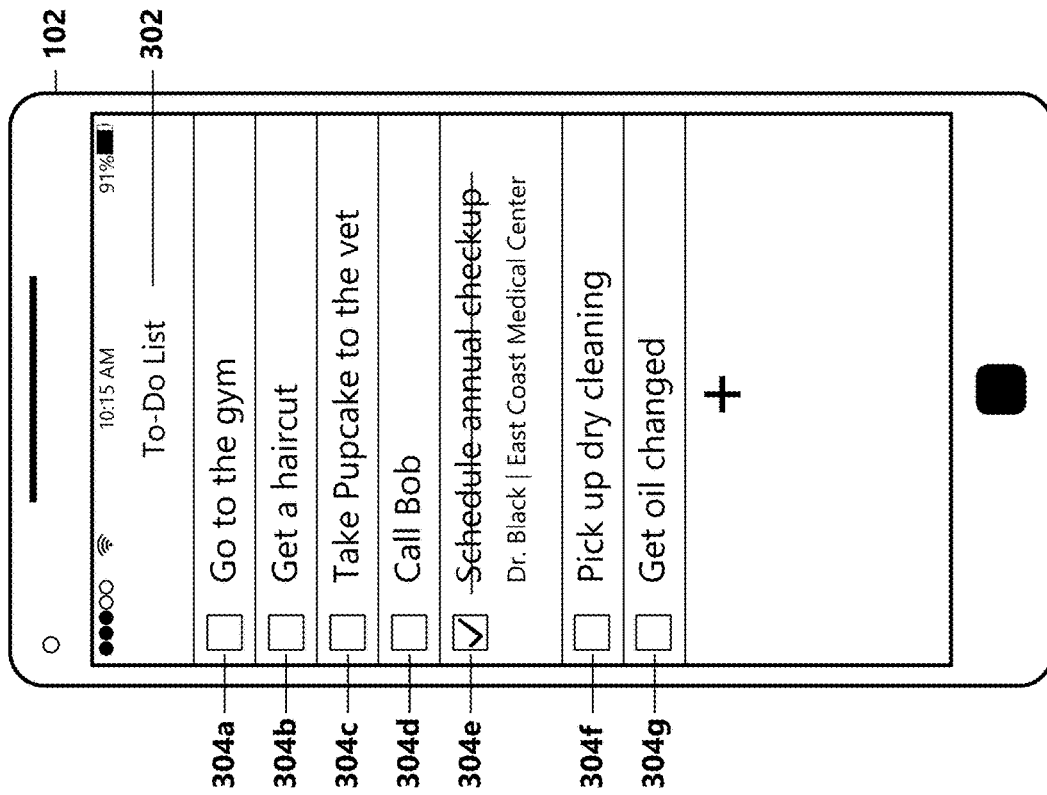 102
302
10:15 AM 91%
To-Do List
304a Go to the gym
304b Get a haircut
304c Take Pupcake to the vet
304d Call Bob
304e Schedule annual checkup
Dr. Black | East Coast Medical Center
304f Pick up dry cleaning
304g Get oil changed
+